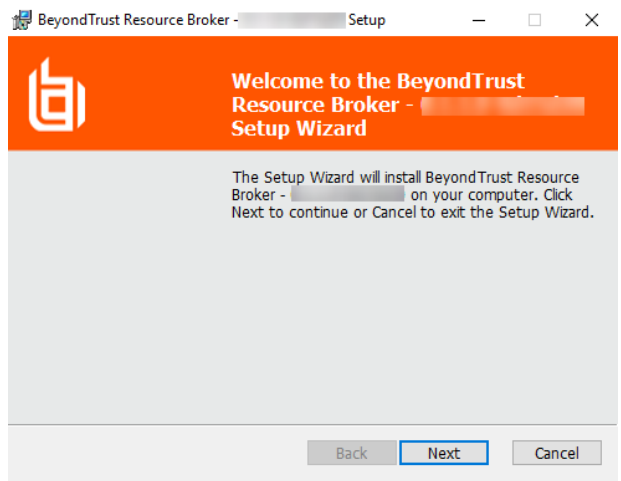 BeyondTrust Resource Broker - Setup
Welcome to the BeyondTrust
Resource Broker -
Setup Wizard
The Setup Wizard will install BeyondTrust Resource
Broker - on your computer. Click
Next to continue or Cancel to exit the Setup Wizard.
Back Next Cancel